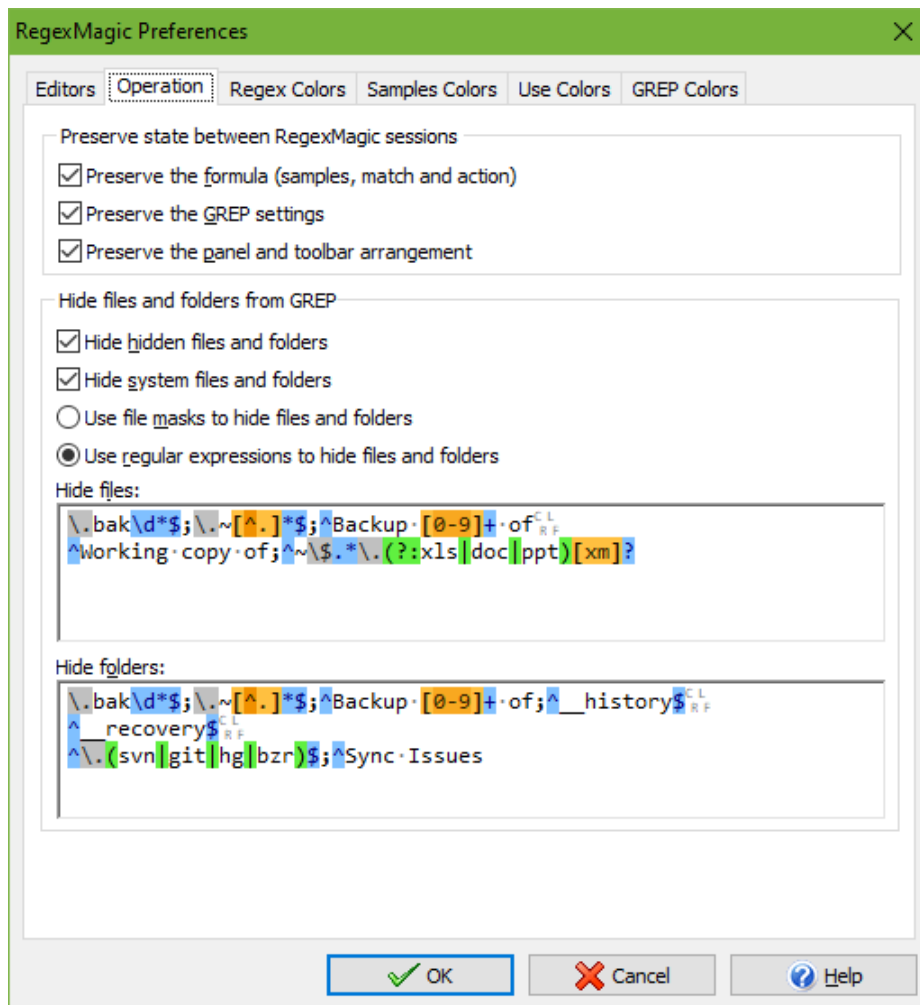 RegexMagic Preferences
Editors Operation Regex Colors Samples Colors Use Colors GREP Colors
Preserve state between RegexMagic sessions
Preserve the formula (samples, match and action)
Preserve the GREP settings
Preserve the panel and toolbar arrangement
Hide files and folders from GREP
Hide hidden files and folders
Hide system files and folders
Use file masks to hide files and folders
Use regular expressions to hide files and folders
Hide files:
\.bak\d*$;\.~[^.]*$;^Backup·[0-9]+·of CRLF
^Working·copy·of;^~\$.*\.(?:xls|doc|ppt)[xm]?
Hide folders:
\.bak\d*$;\.~[^.]*$;^Backup·[0-9]+·of;^__history$ CRLF
^__recovery$ CRLF
^\.(svn|git|hg|bzr)$;^Sync·Issues
OK Cancel Help